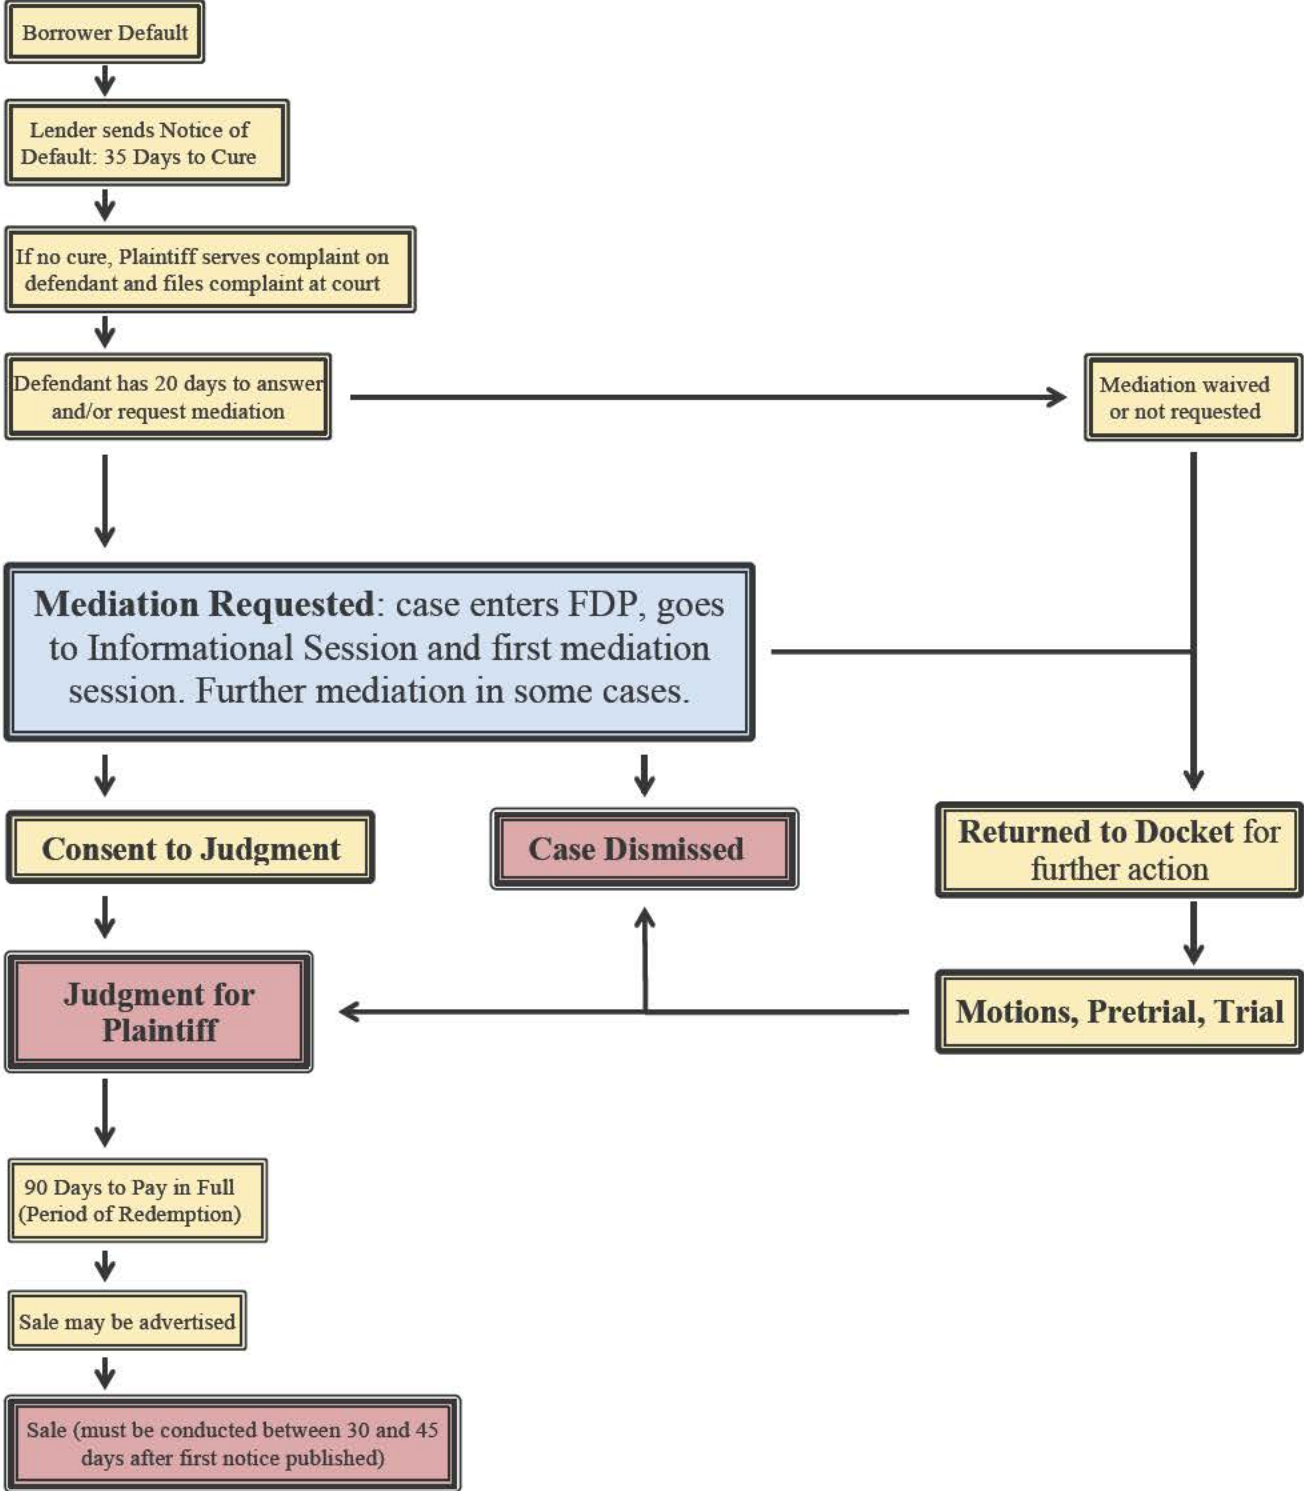 Borrower Default
Lender sends Notice of
Default: 35 Days to Cure
If no cure, Plaintiff serves complaint on
defendant and files complaint at court
Defendant has 20 days to answer
and/or request mediation
Mediation waived
or not requested
Mediation Requested: case enters FDP, goes
to Informational Session and first mediation
session. Further mediation in some cases.
Consent to Judgment
Case Dismissed
Returned to Docket for
further action
Judgment for
Plaintiff
Motions, Pretrial, Trial
90 Days to Pay in Full
(Period of Redemption)
Sale may be advertised
Sale (must be conducted between 30 and 45
days after first notice published)